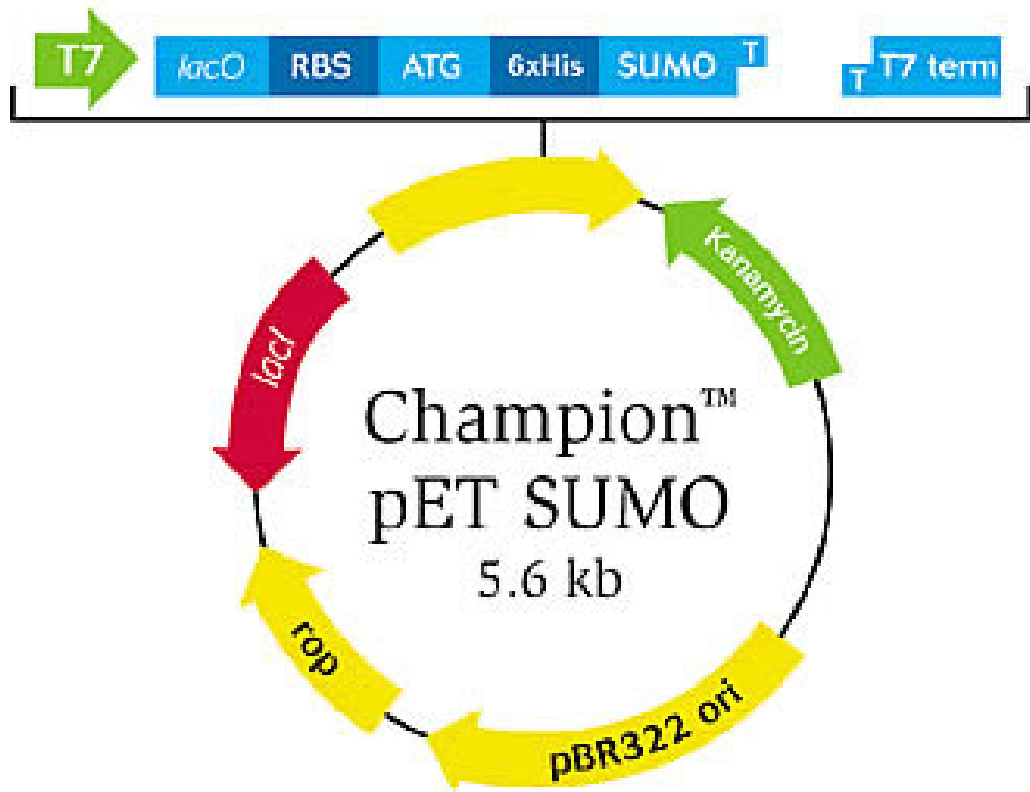 T7 lacO RBS ATG 6xHis SUMO T T T7 term
Kanamycin
lacI
Champion™
pET SUMO
5.6 kb
rop
pBR322 ori